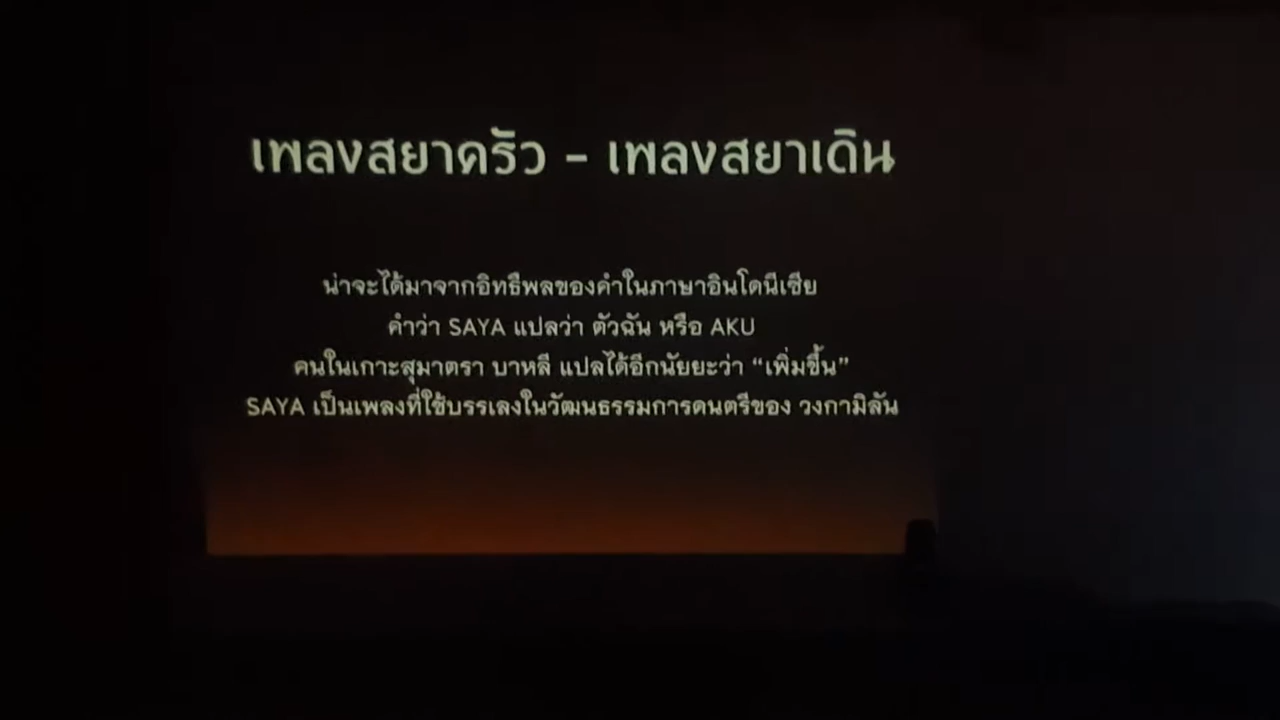 เพลงสยาครัว - เพลงสยาเดิน
น่าจะได้มาจากอิทธิพลของคำในภาษาอินโดนีเซีย
คำว่า SAYA แปลว่า ตัวฉัน หรือ AKU
คนในเกาะสุมาตรา บาหลี แปลได้อีกนัยยะว่า “เพิ่มขึ้น”
SAYA เป็นเพลงที่ใช้บรรเลงในวัฒนธรรมการดนตรีของ วงกามิลัน